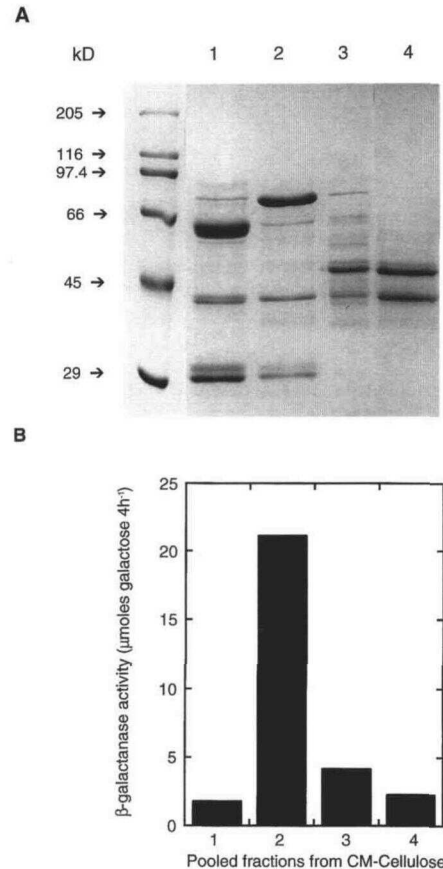 A
kD 1 2 3 4
205 →
116 →
97.4 →
66 →
45 →
29 →
B
β-galactanase activity (µmoles galactose 4h⁻¹)
25
20
15
10
5
0
1 2 3 4
Pooled fractions from CM-Cellulose